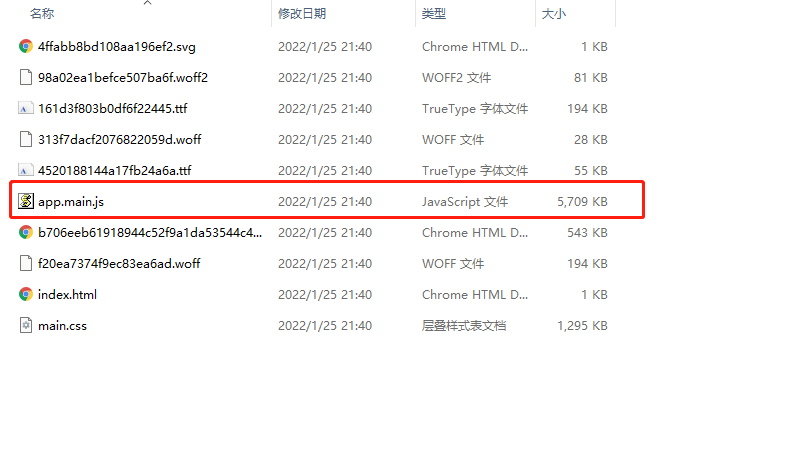 名称 修改日期 类型 大小
4ffabb8bd108aa196ef2.svg 2022/1/25 21:40 Chrome HTML D... 1 KB
98a02ea1befce507ba6f.woff2 2022/1/25 21:40 WOFF2 文件 81 KB
161d3f803b0df6f22445.ttf 2022/1/25 21:40 TrueType 字体文件 194 KB
313f7dacf2076822059d.woff 2022/1/25 21:40 WOFF 文件 28 KB
4520188144a17fb24a6a.ttf 2022/1/25 21:40 TrueType 字体文件 55 KB
app.main.js 2022/1/25 21:40 JavaScript 文件 5,709 KB
b706eeb61918944c52f9a1da53544c4... 2022/1/25 21:40 Chrome HTML D... 543 KB
f20ea7374f9ec83ea6ad.woff 2022/1/25 21:40 WOFF 文件 194 KB
index.html 2022/1/25 21:40 Chrome HTML D... 1 KB
main.css 2022/1/25 21:40 层叠样式表文档 1,295 KB